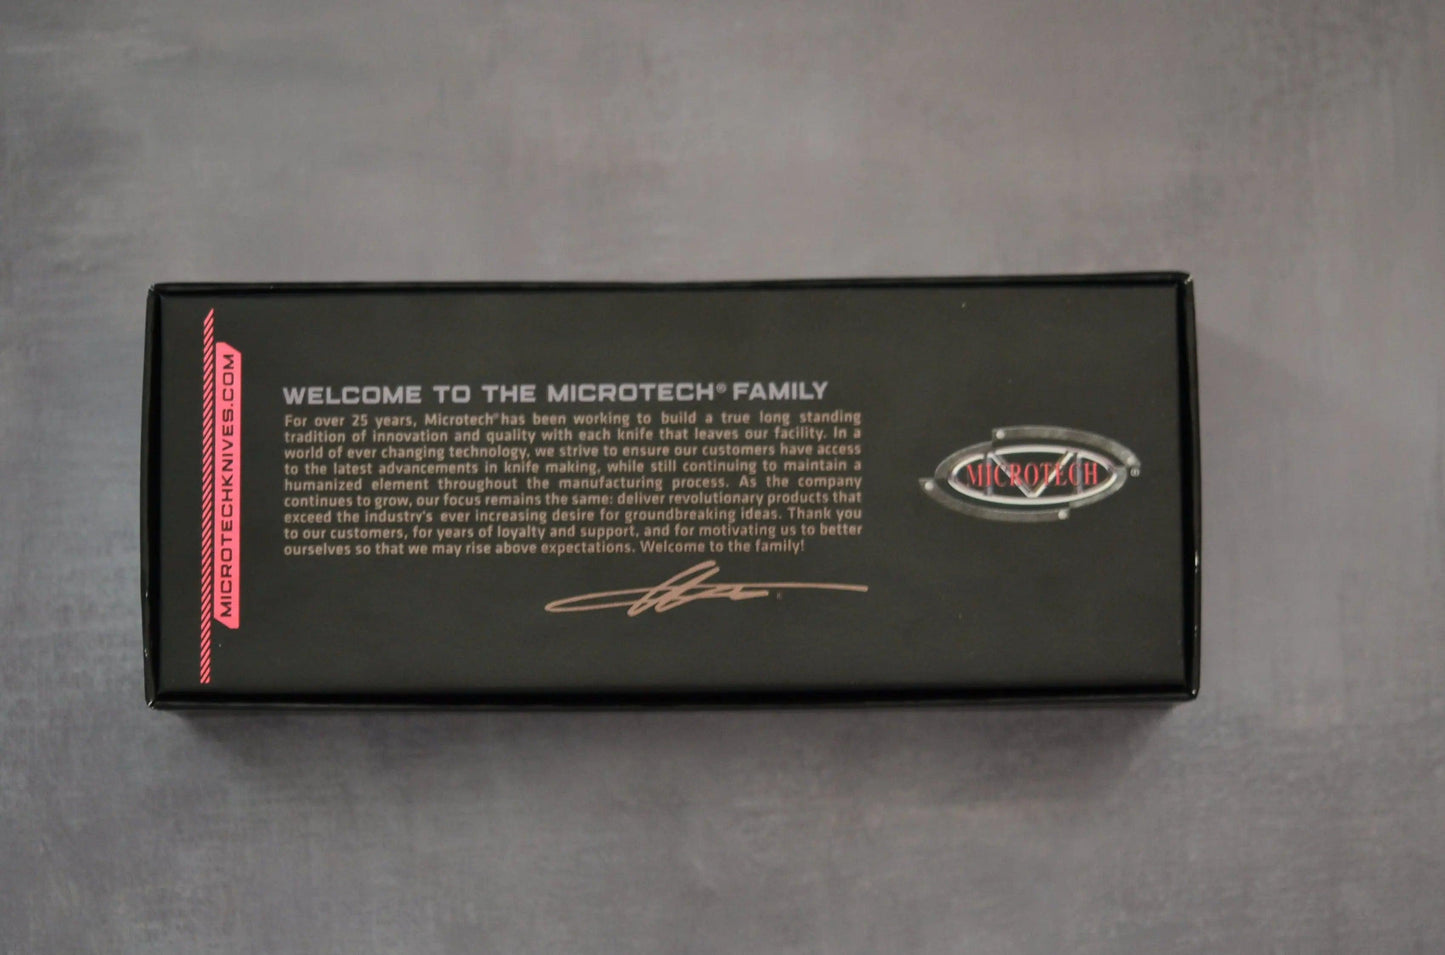 MICROTECHKNIVES.COM
WELCOME TO THE MICROTECH® FAMILY
For over 25 years, Microtech® has been working to build a true long standing
tradition of innovation and quality with each knife that leaves our facility. In a
world of ever changing technology, we strive to ensure our customers have access
to the latest advancements in knife making, while still continuing to maintain a
humanized element throughout the manufacturing process. As the company
continues to grow, our focus remains the same: deliver revolutionary products that
exceed the industry's ever increasing desire for groundbreaking ideas. Thank you
to our customers, for years of loyalty and support, and for motivating us to better
ourselves so that we may rise above expectations. Welcome to the family!
MICROTECH®